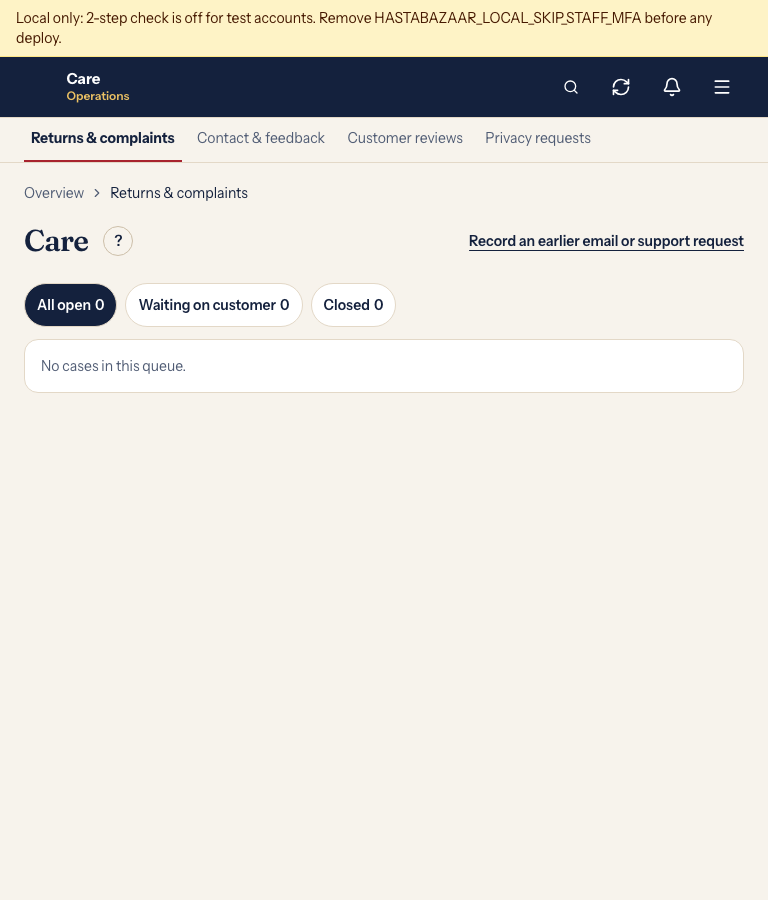 Local only: 2-step check is off for test accounts. Remove HASTABAZAAR_LOCAL_SKIP_STAFF_MFA before any
deploy.
Care
Operations
Returns & complaints
Contact & feedback
Customer reviews
Privacy requests
Overview > Returns & complaints
Care ?
Record an earlier email or support request
All open 0
Waiting on customer 0
Closed 0
No cases in this queue.